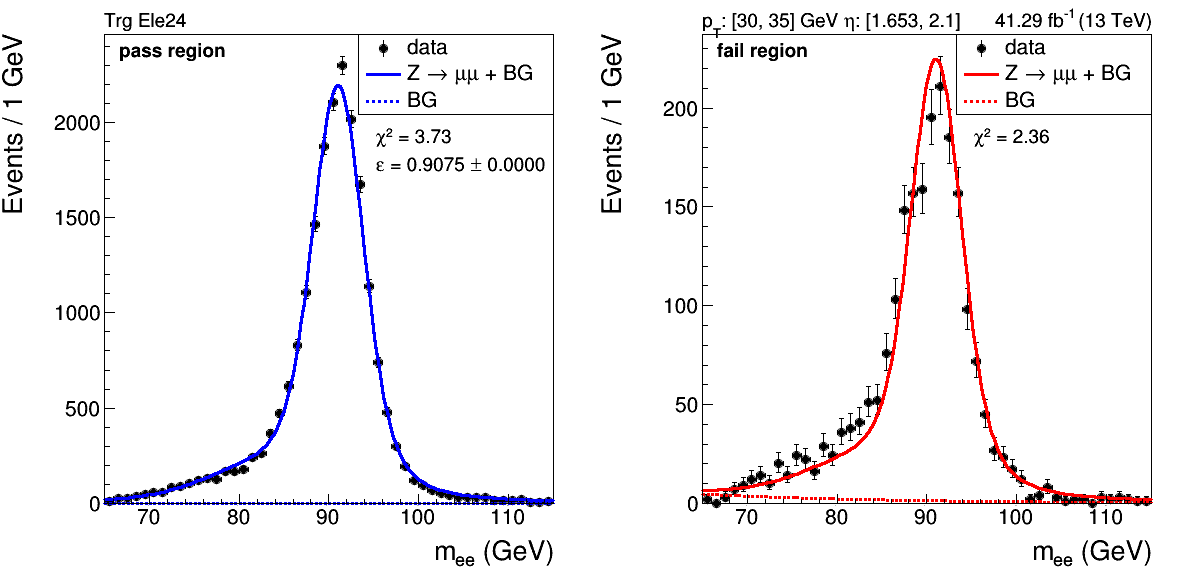 Trg Ele24
pass region
data
Z → μμ + BG
BG
χ² = 3.73
ε = 0.9075 ± 0.0000
Events / 1 GeV
2000
1500
1000
500
0
70 80 90 100 110
m_ee (GeV)
p_T: [30, 35] GeV η: [1.653, 2.1] 41.29 fb⁻¹ (13 TeV)
fail region
data
Z → μμ + BG
BG
χ² = 2.36
Events / 1 GeV
200
150
100
50
0
70 80 90 100 110
m_ee (GeV)